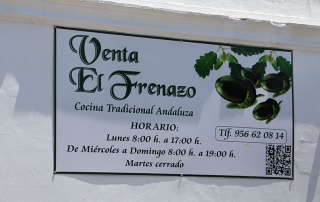 Venta
El Frenazo
Cocina Tradicional Andaluza
HORARIO:
Lunes 8:00 h. a 17:00 h.
De Miércoles a Domingo 8:00 h. a 19:00 h.
Martes cerrado
Tlf. 956 62 08 14